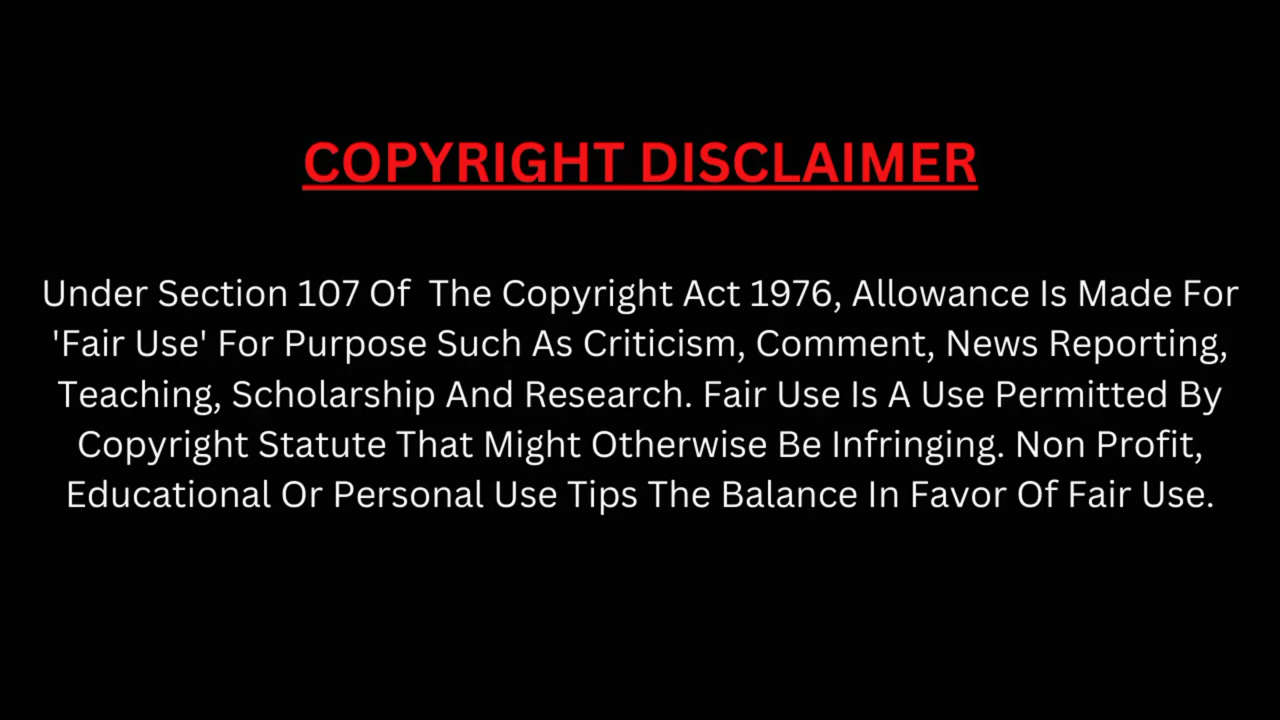 COPYRIGHT DISCLAIMER
Under Section 107 Of  The Copyright Act 1976, Allowance Is Made For
'Fair Use' For Purpose Such As Criticism, Comment, News Reporting,
Teaching, Scholarship And Research. Fair Use Is A Use Permitted By
Copyright Statute That Might Otherwise Be Infringing. Non Profit,
Educational Or Personal Use Tips The Balance In Favor Of Fair Use.